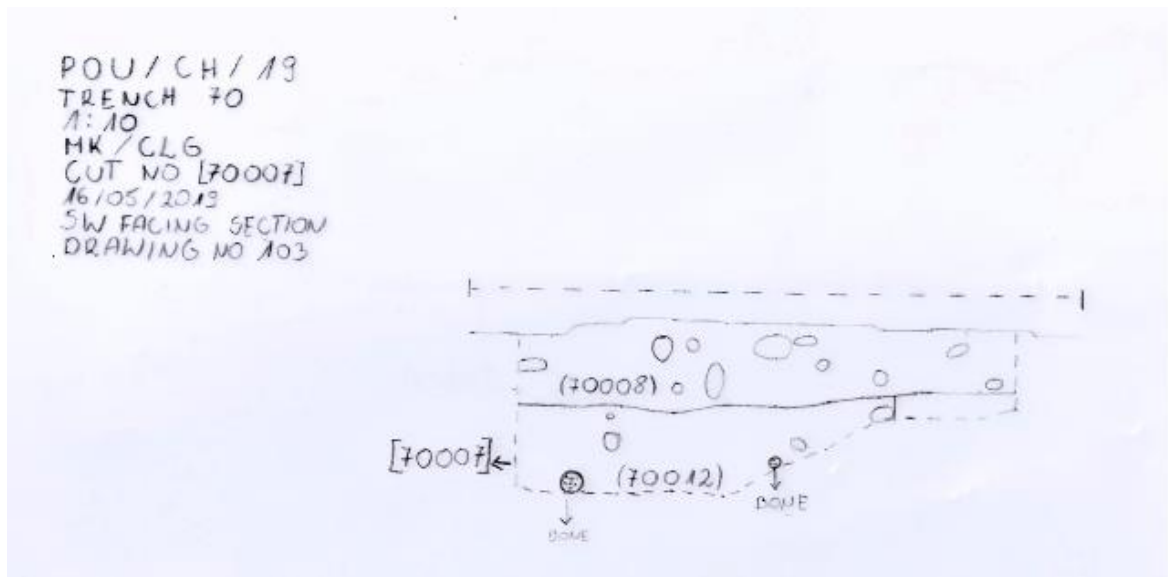 POU/CH/19
TRENCH 70
1:10
MK/CLG
CUT NO [70007]
16/05/2019
SW FACING SECTION
DRAWING NO 103
(70008)
[70007]
(70012)
BONE
BONE